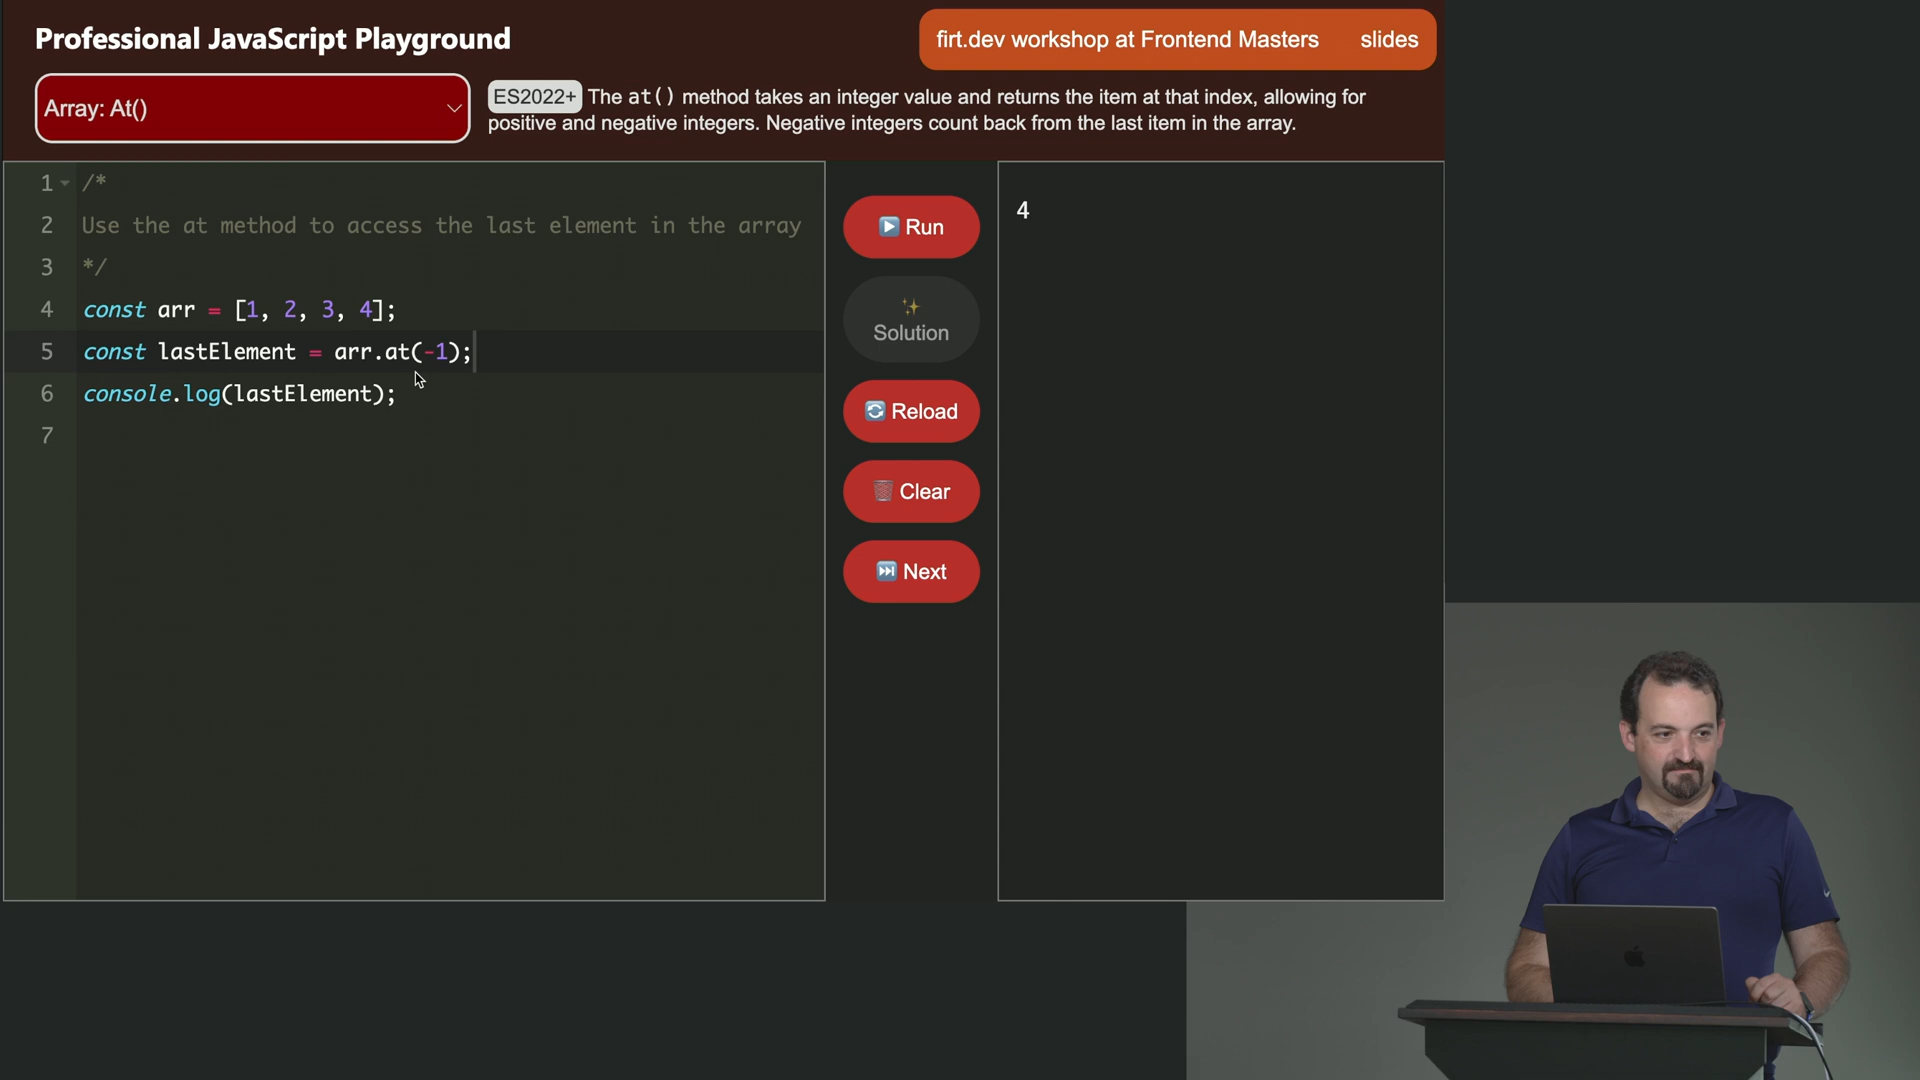 Professional JavaScript Playground
firt.dev workshop at Frontend Masters slides
Array: At()
ES2022+ The at() method takes an integer value and returns the item at that index, allowing for
positive and negative integers. Negative integers count back from the last item in the array.
1 /*
2 Use the at method to access the last element in the array
3 */
4 const arr = [1, 2, 3, 4];
5 const lastElement = arr.at(-1);
6 console.log(lastElement);
7
Run
Solution
Reload
Clear
Next
4